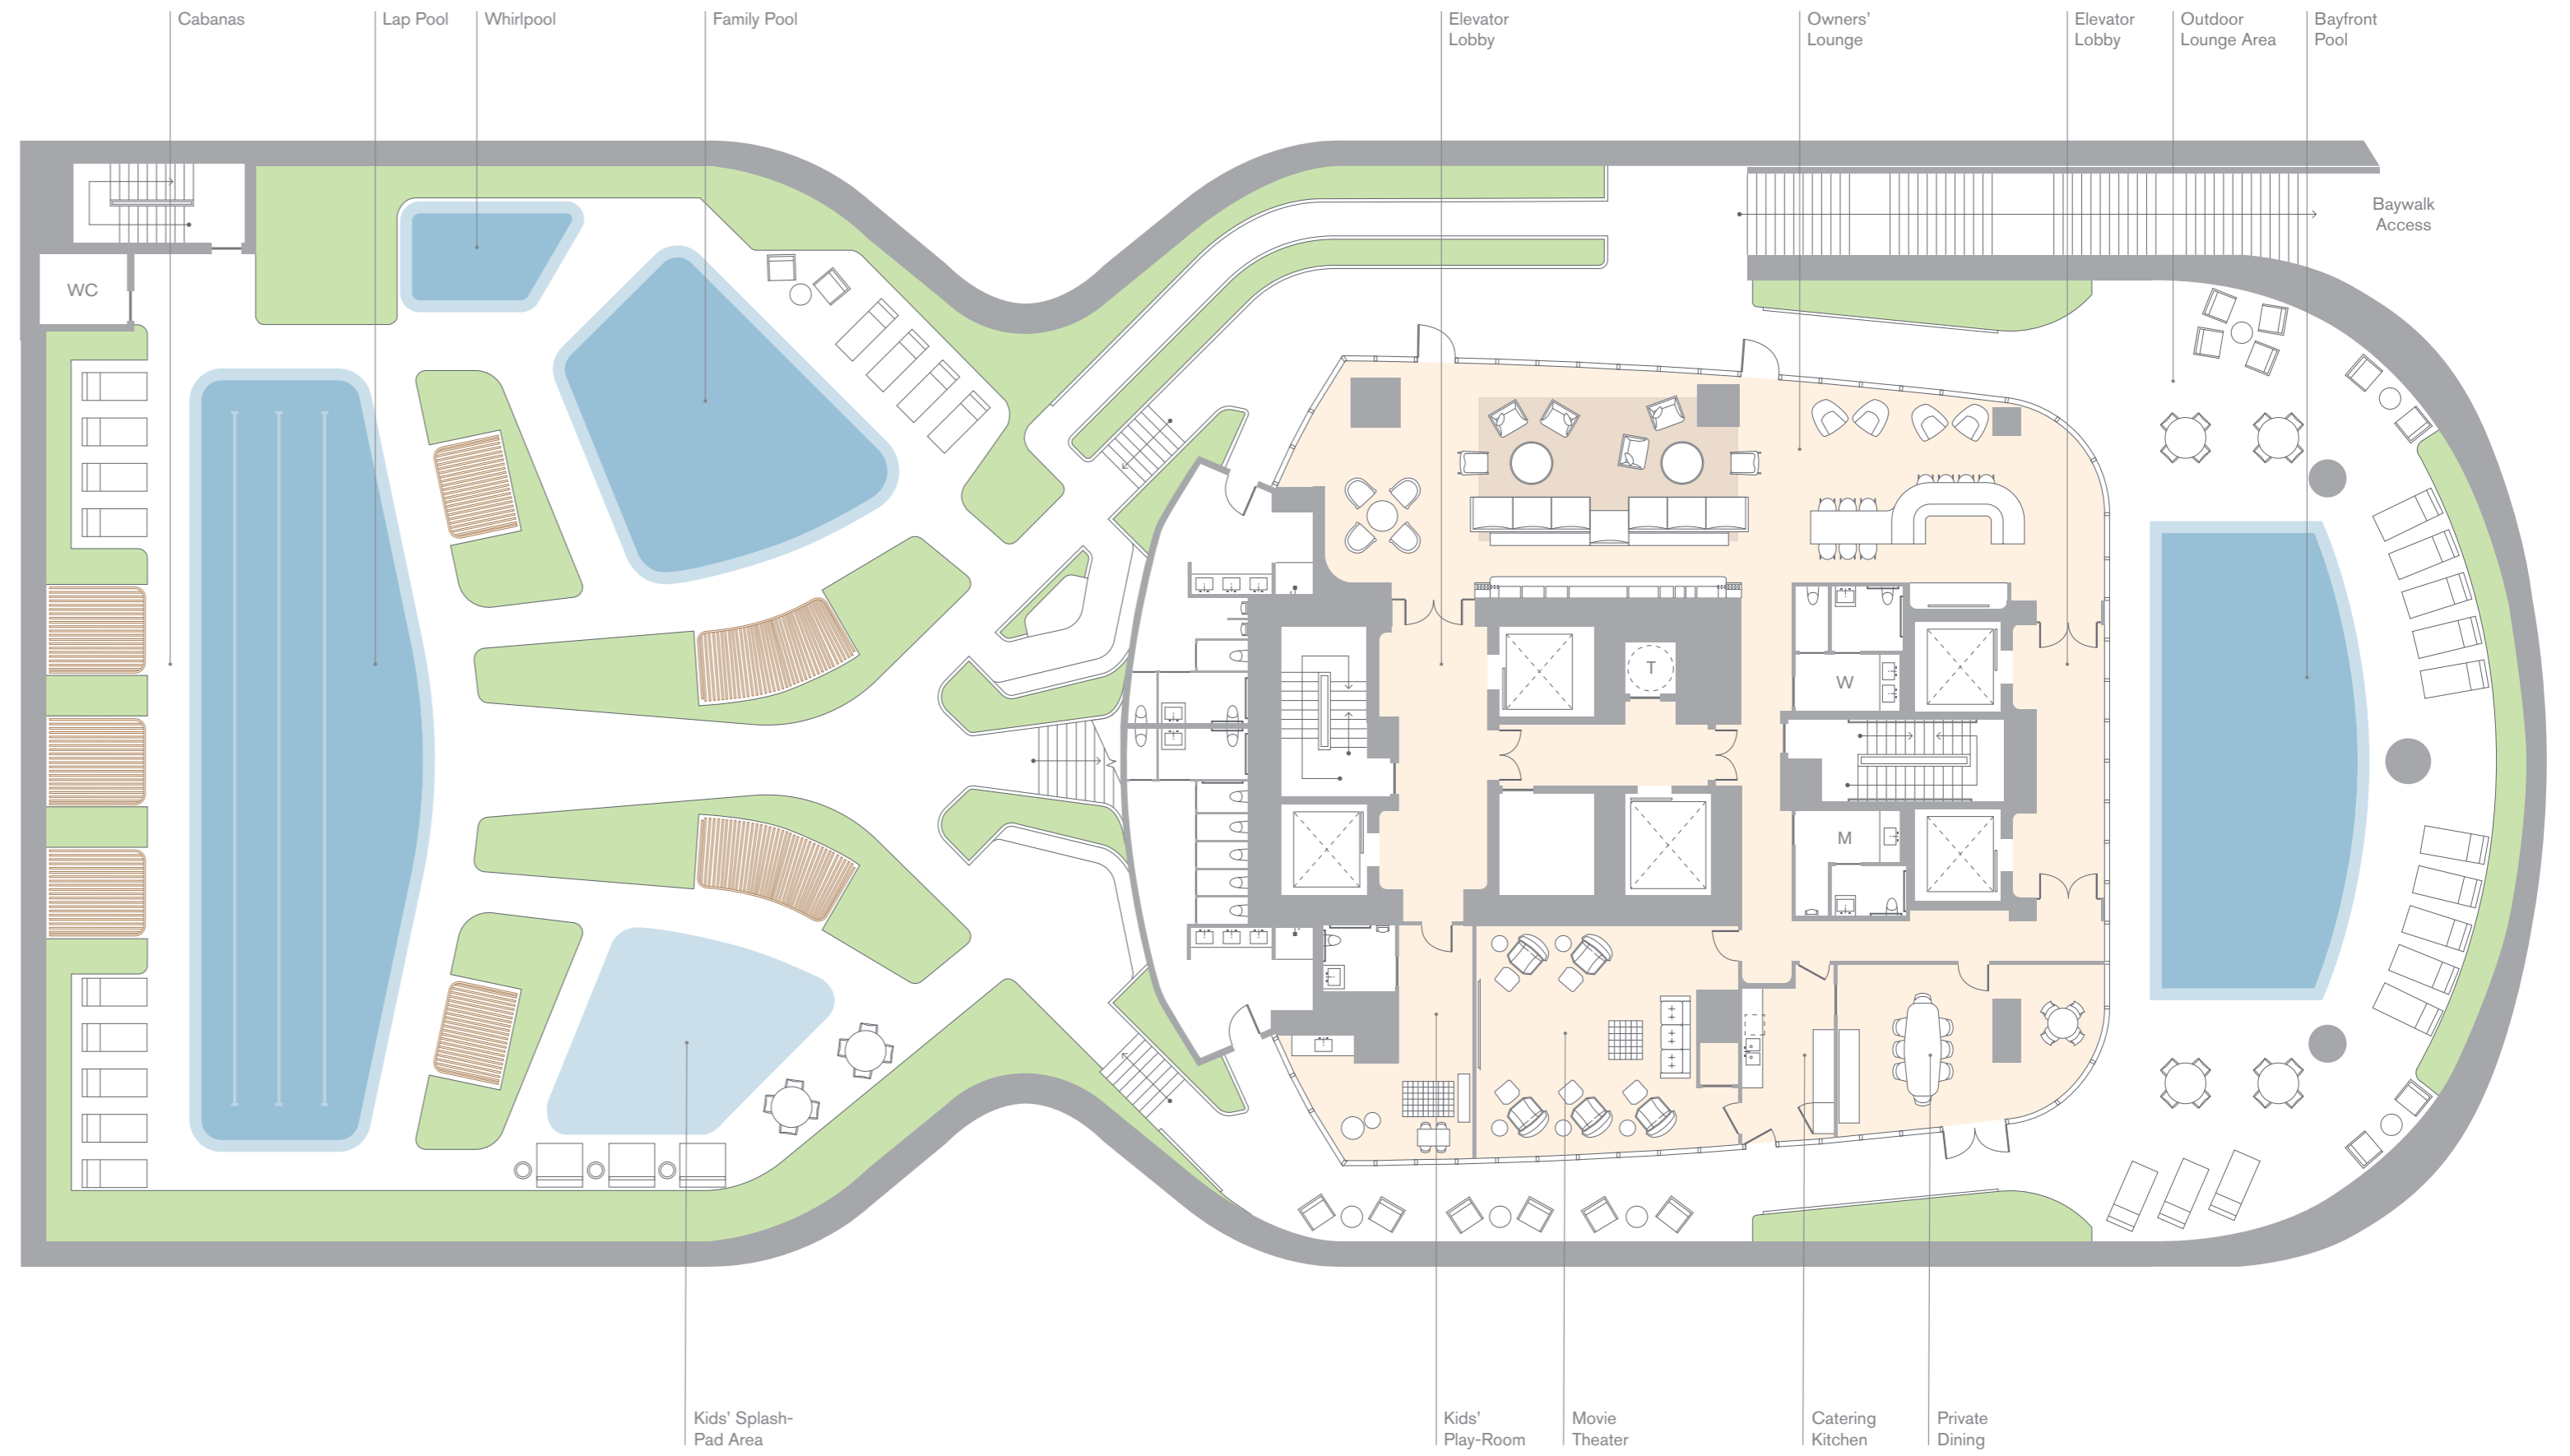 Cabanas
Lap Pool
Whirlpool
Family Pool
Elevator
Lobby
Owners'
Lounge
Elevator
Lobby
Outdoor
Lounge Area
Bayfront
Pool
Baywalk
Access
WC
T
W
M
Kids' Splash-
Pad Area
Kids'
Play-Room
Movie
Theater
Catering
Kitchen
Private
Dining